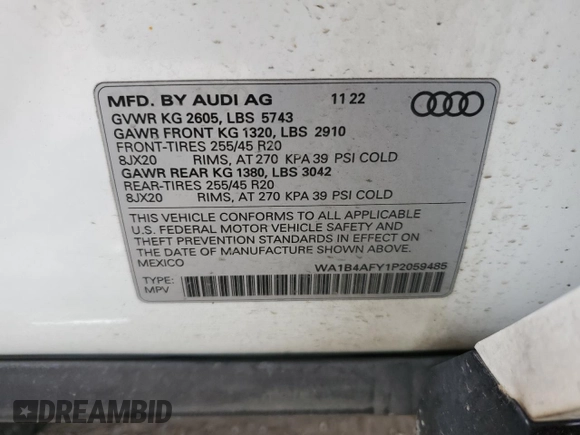 MFD. BY AUDI AG 11 22
GVWR KG 2605, LBS 5743
GAWR FRONT KG 1320, LBS 2910
FRONT-TIRES 255/45 R20
8JX20 RIMS, AT 270 KPA 39 PSI COLD
GAWR REAR KG 1380, LBS 3042
REAR-TIRES 255/45 R20
8JX20 RIMS, AT 270 KPA 39 PSI COLD
THIS VEHICLE CONFORMS TO ALL APPLICABLE
U.S. FEDERAL MOTOR VEHICLE SAFETY AND
THEFT PREVENTION STANDARDS IN EFFECT ON
THE DATE OF MANUFACTURE SHOWN ABOVE.
MEXICO WA1B4AFY1P2059485
TYPE:
MPV
DREAMBID